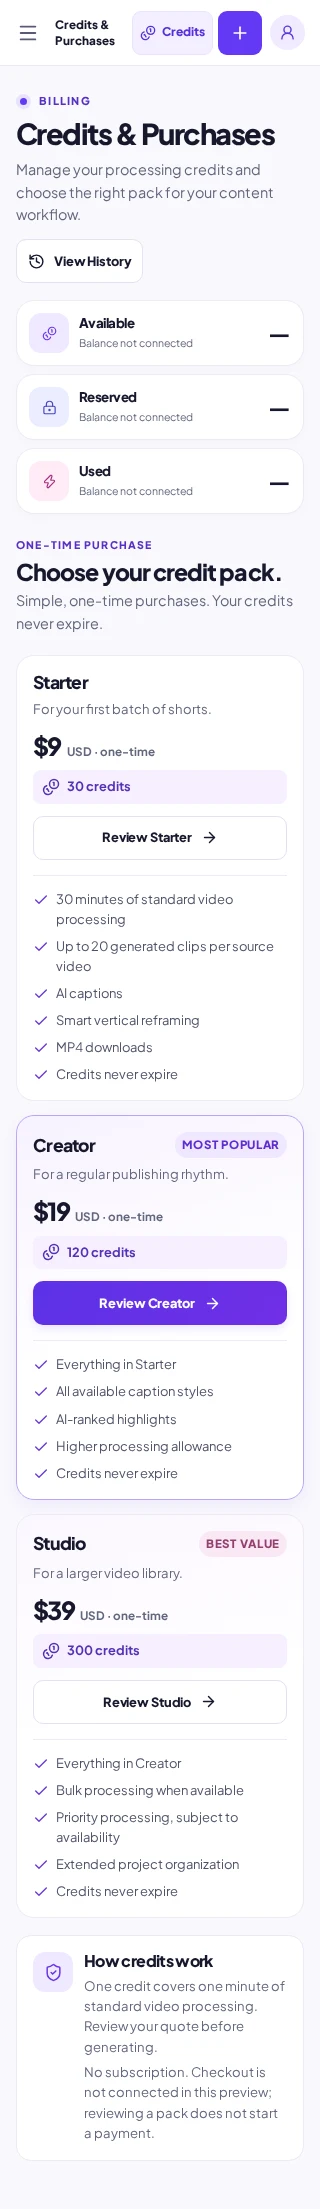 Credits &
Purchases
Credits
BILLING
Credits & Purchases
Manage your processing credits and
choose the right pack for your content
workflow.
View History
Available
Balance not connected
—
Reserved
Balance not connected
—
Used
Balance not connected
—
ONE-TIME PURCHASE
Choose your credit pack.
Simple, one-time purchases. Your credits
never expire.
Starter
For your first batch of shorts.
$9 USD · one-time
30 credits
Review Starter
30 minutes of standard video
processing
Up to 20 generated clips per source
video
AI captions
Smart vertical reframing
MP4 downloads
Credits never expire
Creator
MOST POPULAR
For a regular publishing rhythm.
$19 USD · one-time
120 credits
Review Creator
Everything in Starter
All available caption styles
AI-ranked highlights
Higher processing allowance
Credits never expire
Studio
BEST VALUE
For a larger video library.
$39 USD · one-time
300 credits
Review Studio
Everything in Creator
Bulk processing when available
Priority processing, subject to
availability
Extended project organization
Credits never expire
How credits work
One credit covers one minute of
standard video processing.
Review your quote before
generating.
No subscription. Checkout is
not connected in this preview;
reviewing a pack does not start
a payment.